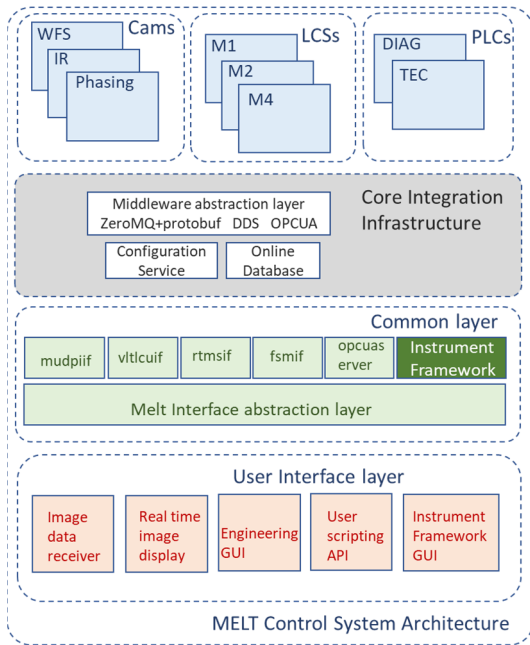 Cams
WFS
IR
Phasing
LCSs
M1
M2
M4
PLCs
DIAG
TEC
Core Integration
Infrastructure
Middleware abstraction layer
ZeroMQ+protobuf DDS OPCUA
Configuration
Service
Online
Database
Common layer
mudpiif
vltlcuif
rtmsif
fsmif
opcuas
erver
Instrument
Framework
Melt Interface abstraction layer
User Interface layer
Image
data
receiver
Real time
image
display
Engineering
GUI
User
scripting
API
Instrument
Framework
GUI
MELT Control System Architecture